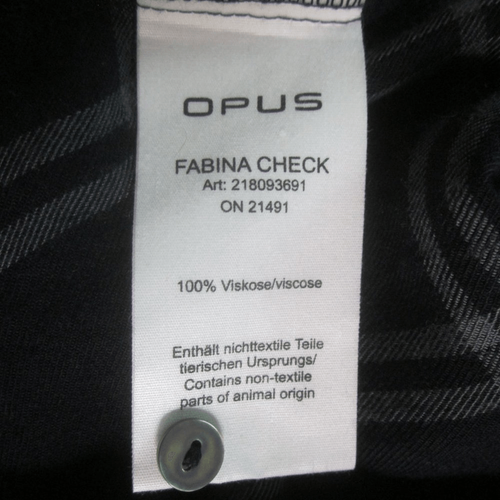 OPUS
FABINA CHECK
Art: 218093691
ON 21491
100% Viskose/viscose
Enthält nichttextile Teile
tierischen Ursprungs/
Contains non-textile
parts of animal origin